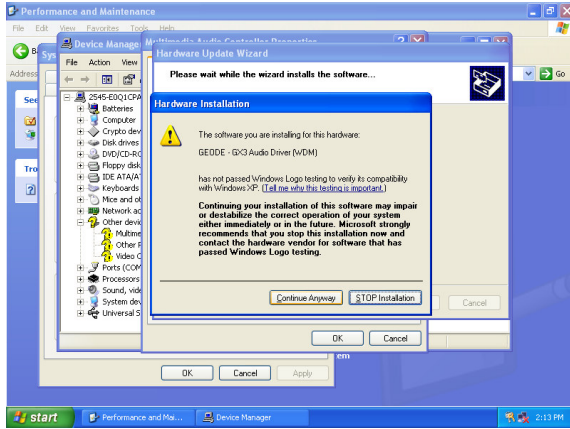 Performance and Maintenance
File Edit View Favorites Tools Help
Address
Go
Device Manage
File Action View
2545-E0Q1CPA
Batteries
Computer
Crypto dev
Disk drives
DVD/CD-RC
Floppy disk
IDE ATA/A
Keyboards
Mice and ot
Network ac
Other devic
Multime
Other P
Video C
Ports (COM
Processors
Sound, vide
System dev
Universal S
Multimedia Audio Controller Properties
Hardware Update Wizard
Please wait while the wizard installs the software...
Hardware Installation
The software you are installing for this hardware:
GEODE - GX3 Audio Driver (WDM)
has not passed Windows Logo testing to verify its compatibility
with Windows XP. (Tell me why this testing is important.)
Continuing your installation of this software may impair
or destabilize the correct operation of your system
either immediately or in the future. Microsoft strongly
recommends that you stop this installation now and
contact the hardware vendor for software that has
passed Windows Logo testing.
Continue Anyway STOP Installation
Cancel
OK Cancel
OK Cancel Apply
See
Tro
em
start Performance and Mai... Device Manager 2:13 PM